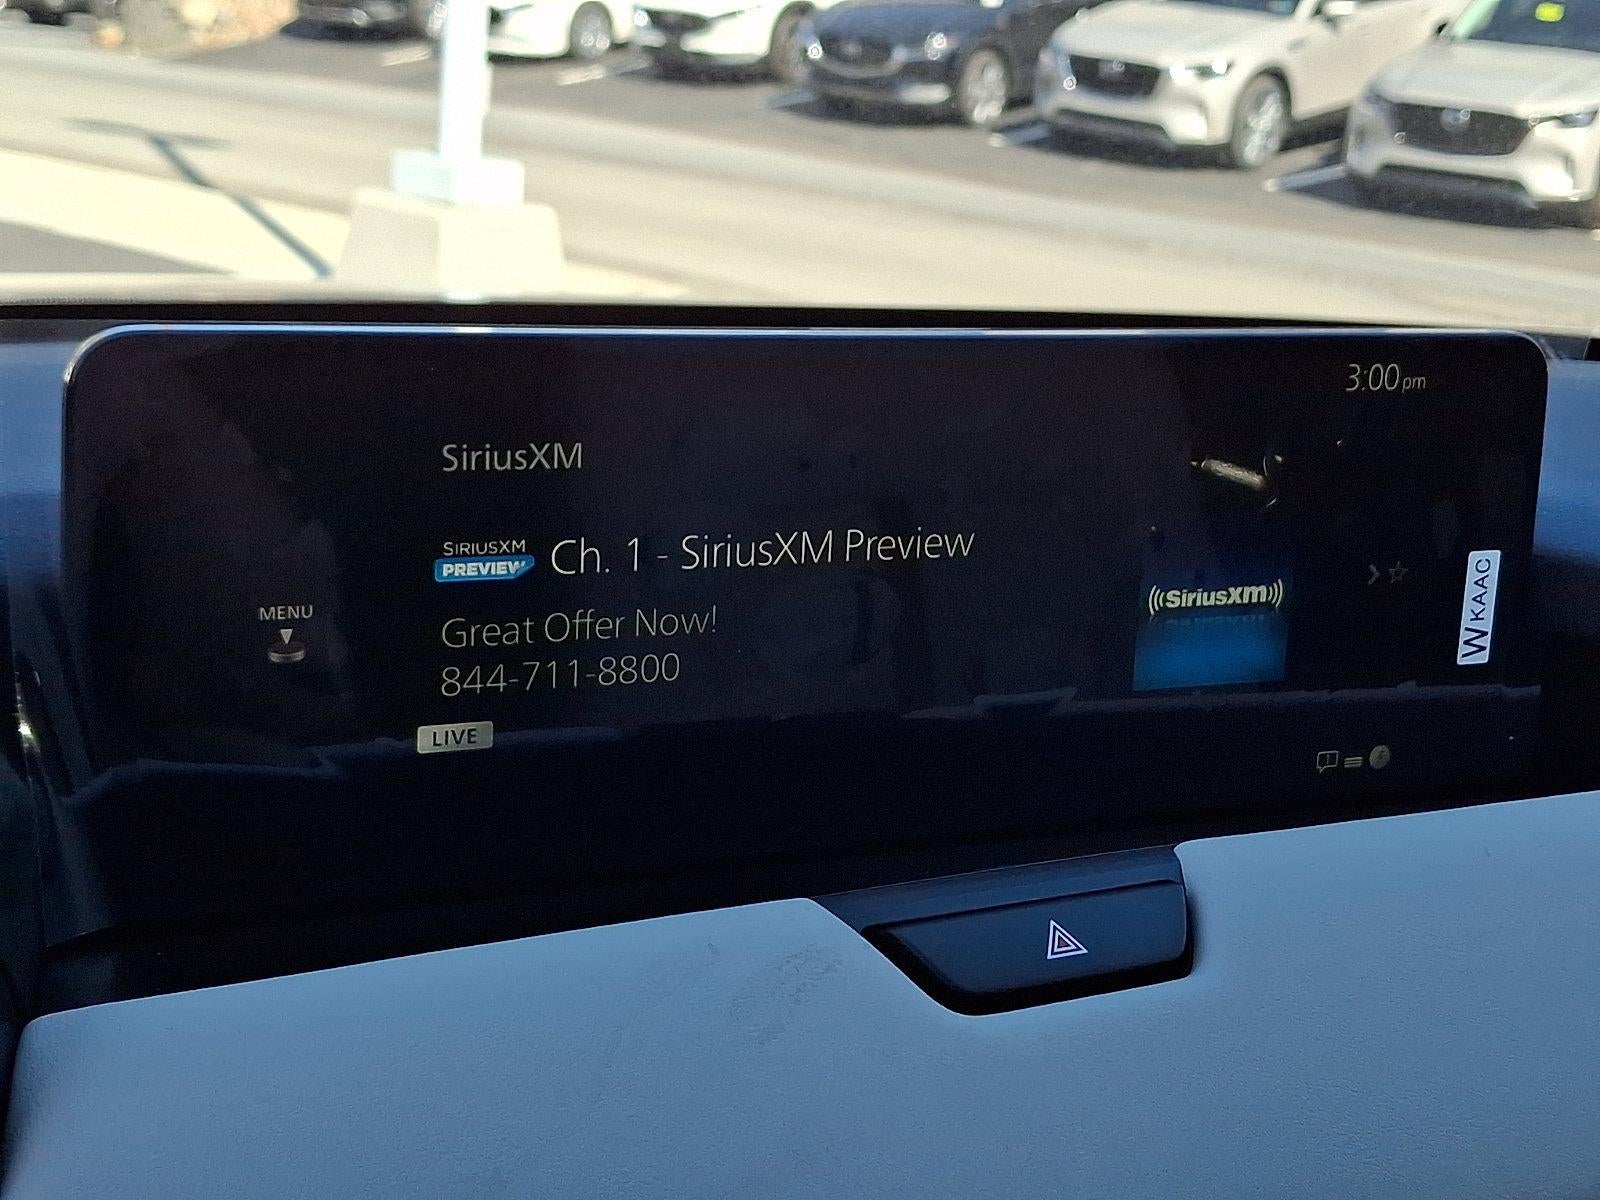 3:00pm
SiriusXM
SIRIUSXM
PREVIEW
Ch. 1 - SiriusXM Preview
MENU
Great Offer Now!
844-711-8800
((SiriusXm))
LIVE
WKAAC